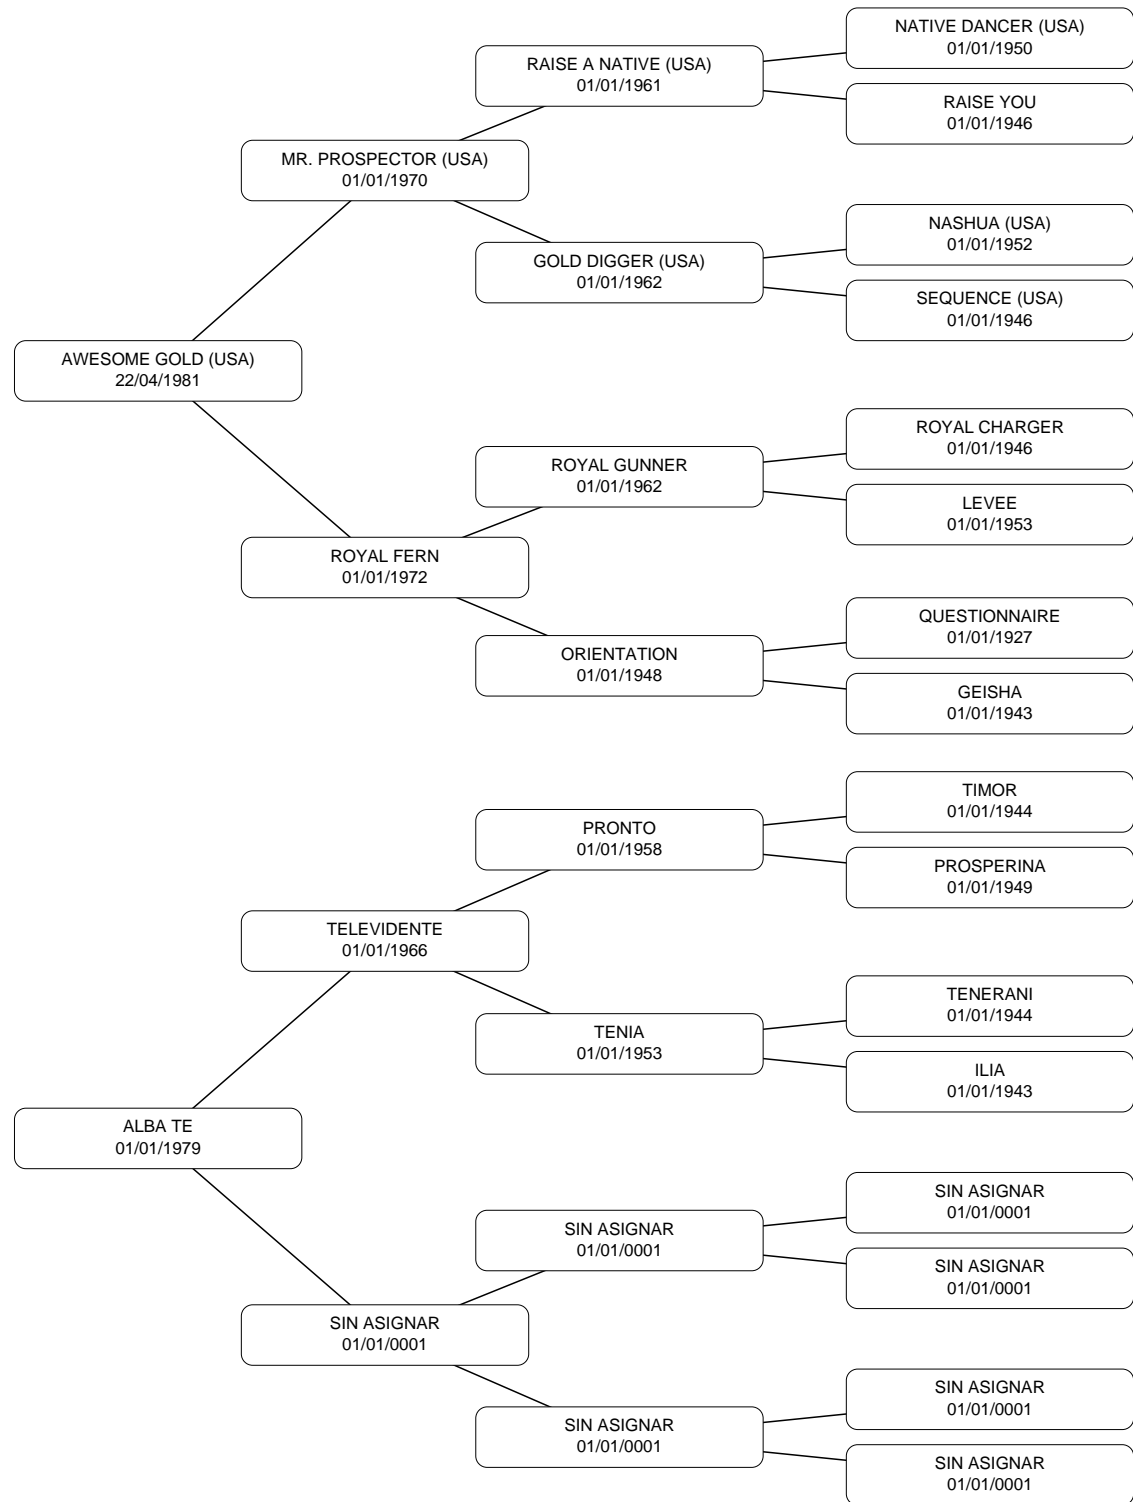 NATIVE DANCER (USA)
01/01/1950
RAISE A NATIVE (USA)
01/01/1961
RAISE YOU
01/01/1946
MR. PROSPECTOR (USA)
01/01/1970
NASHUA (USA)
01/01/1952
GOLD DIGGER (USA)
01/01/1962
SEQUENCE (USA)
01/01/1946
AWESOME GOLD (USA)
22/04/1981
ROYAL CHARGER
01/01/1946
ROYAL GUNNER
01/01/1962
LEVEE
01/01/1953
ROYAL FERN
01/01/1972
QUESTIONNAIRE
01/01/1927
ORIENTATION
01/01/1948
GEISHA
01/01/1943
TIMOR
01/01/1944
PRONTO
01/01/1958
PROSPERINA
01/01/1949
TELEVIDENTE
01/01/1966
TENERANI
01/01/1944
TENIA
01/01/1953
ILIA
01/01/1943
ALBA TE
01/01/1979
SIN ASIGNAR
01/01/0001
SIN ASIGNAR
01/01/0001
SIN ASIGNAR
01/01/0001
SIN ASIGNAR
01/01/0001
SIN ASIGNAR
01/01/0001
SIN ASIGNAR
01/01/0001
SIN ASIGNAR
01/01/0001